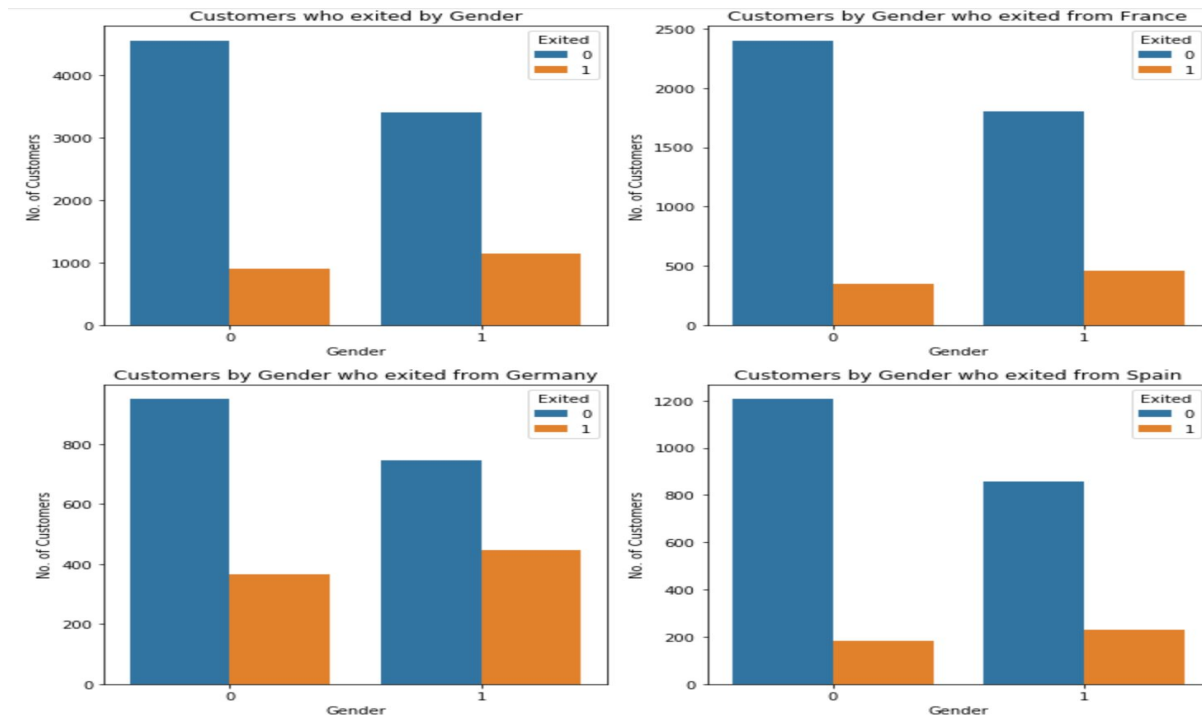 Customers who exited by Gender
Exited
0
1
4000
3000
2000
1000
0
No. of Customers
0 1
Gender
Customers by Gender who exited from France
Exited
0
1
2500
2000
1500
1000
500
0
No. of Customers
0 1
Gender
Customers by Gender who exited from Germany
Exited
0
1
800
600
400
200
0
No. of Customers
0 1
Gender
Customers by Gender who exited from Spain
Exited
0
1
1200
1000
800
600
400
200
0
No. of Customers
0 1
Gender